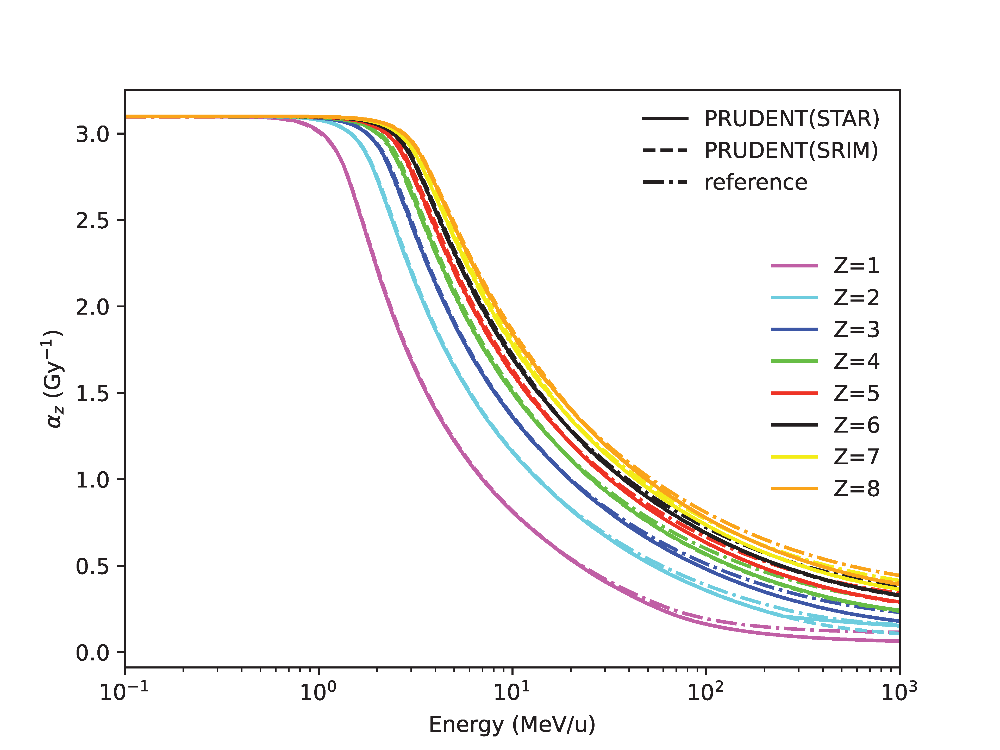 PRUDENT(STAR)
PRUDENT(SRIM)
reference
Z=1
Z=2
Z=3
Z=4
Z=5
Z=6
Z=7
Z=8
3.0
2.5
2.0
1.5
1.0
0.5
0.0
α_z (Gy⁻¹)
10⁻¹ 10⁰ 10¹ 10² 10³
Energy (MeV/u)